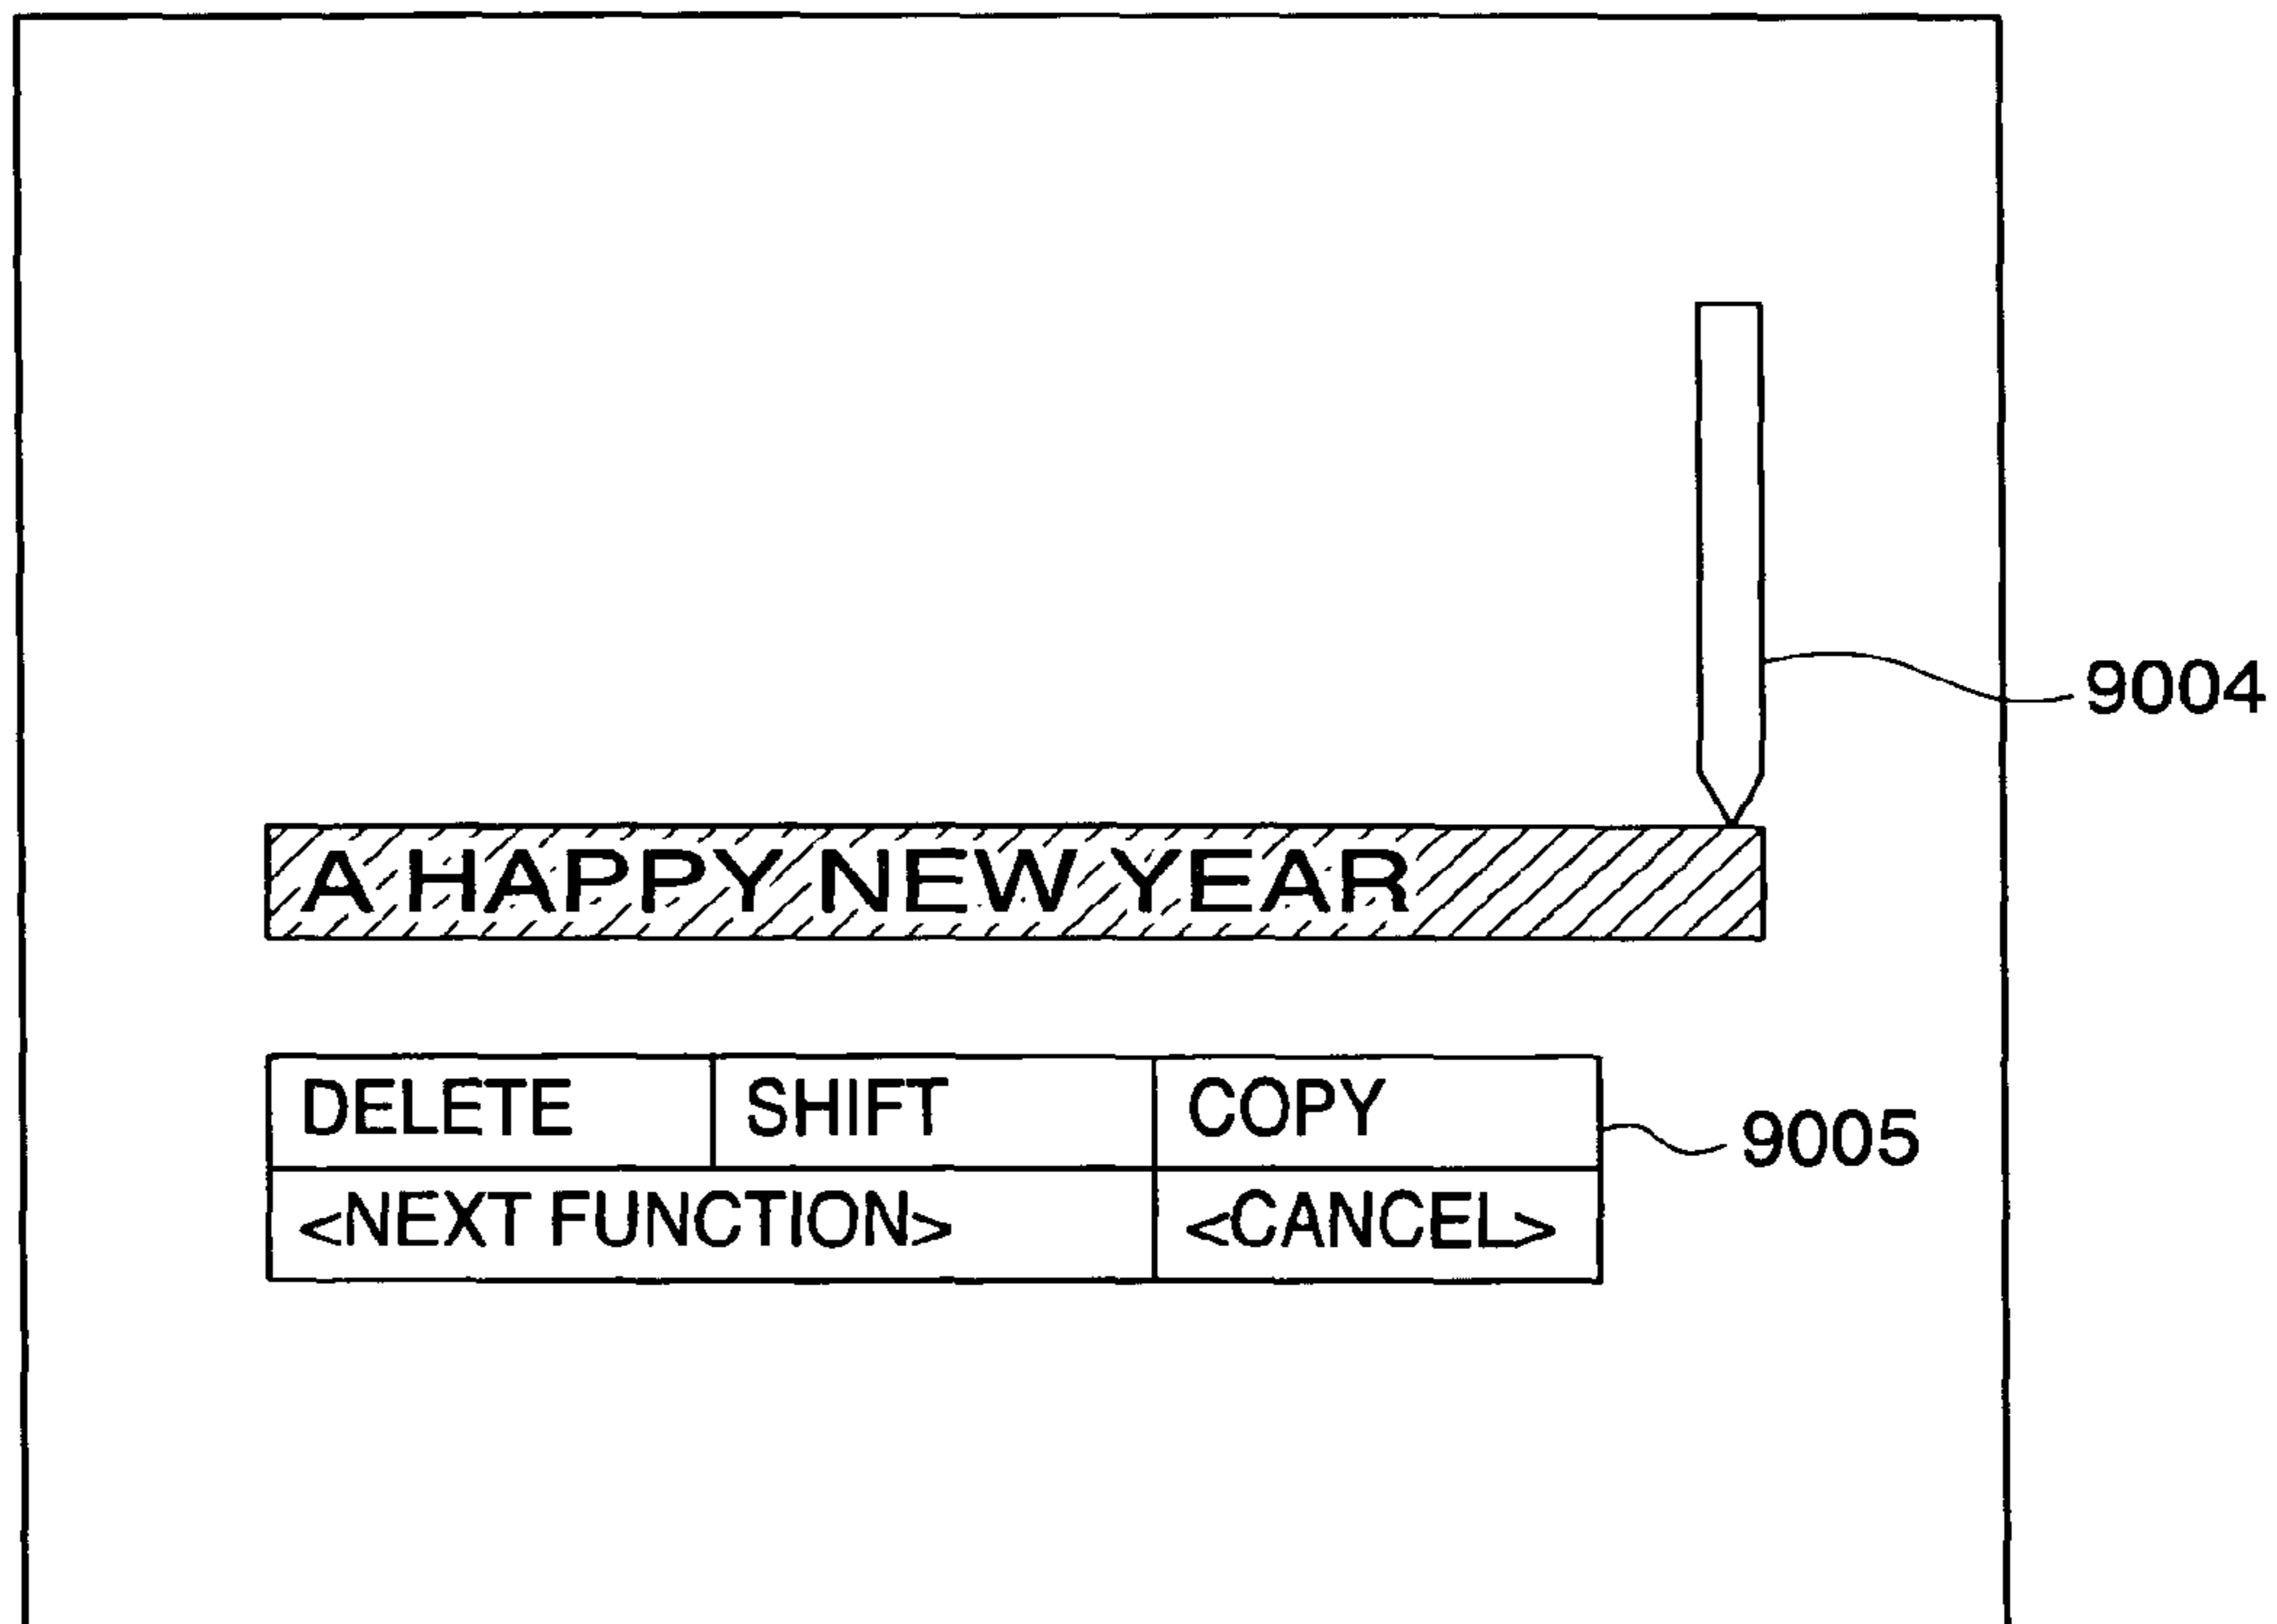 9004
A HAPPY NEW YEAR
DELETE SHIFT COPY
9005
<NEXT FUNCTION> <CANCEL>